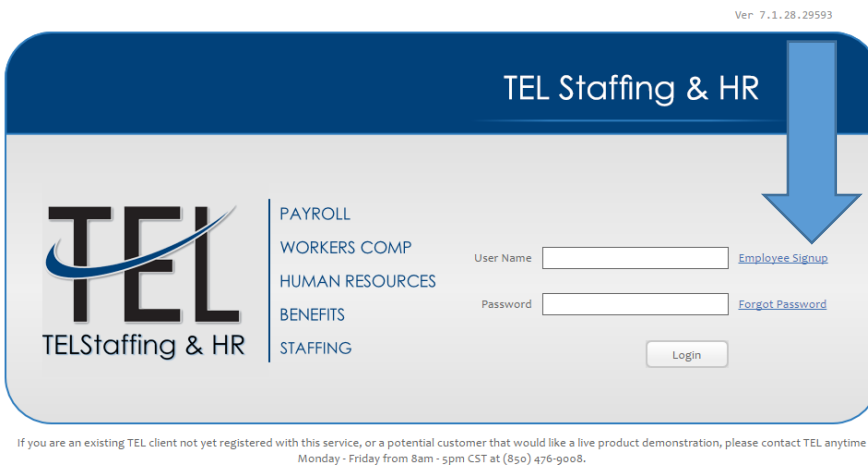 Ver 7.1.28.29593
TEL Staffing & HR
TEL
TELStaffing & HR
PAYROLL
WORKERS COMP
HUMAN RESOURCES
BENEFITS
STAFFING
User Name
Employee Signup
Password
Forgot Password
Login
If you are an existing TEL client not yet registered with this service, or a potential customer that would like a live product demonstration, please contact TEL anytime
Monday - Friday from 8am - 5pm CST at (850) 476-9008.